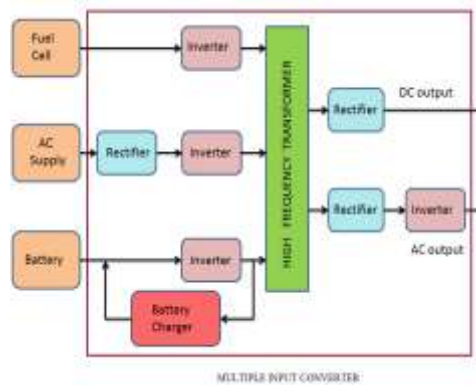 Fuel
Cell
Inverter
AC
Supply
Rectifier
Inverter
Battery
Inverter
Battery
Charger
HIGH FREQUENCY TRANSFORMER
Rectifier
DC output
Rectifier
Inverter
AC output
MULTIPLE INPUT CONVERTER